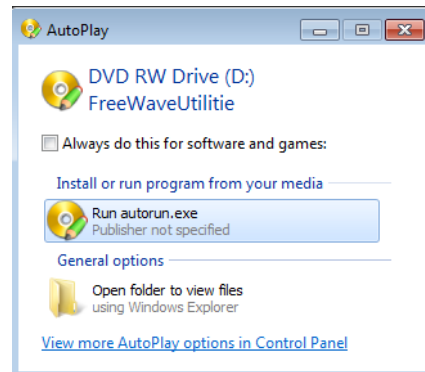 AutoPlay
DVD RW Drive (D:)
FreeWaveUtilitie
Always do this for software and games:
Install or run program from your media
Run autorun.exe
Publisher not specified
General options
Open folder to view files
using Windows Explorer
View more AutoPlay options in Control Panel